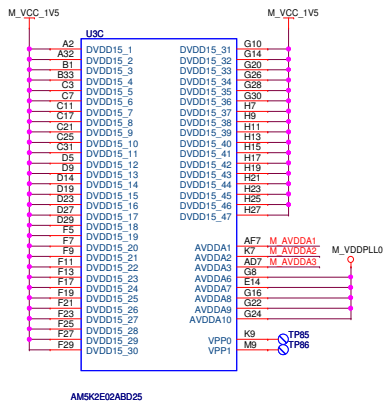 M_VCC_1V5 M_VCC_1V5
U3C
A2 DVDD15_1 DVDD15_31 G10
A32 DVDD15_2 DVDD15_32 G14
B1 DVDD15_3 DVDD15_33 G20
B33 DVDD15_4 DVDD15_34 G26
C3 DVDD15_5 DVDD15_35 G28
C7 DVDD15_6 DVDD15_36 G30
C11 DVDD15_7 DVDD15_37 H7
C17 DVDD15_8 DVDD15_38 H9
C21 DVDD15_9 DVDD15_39 H11
C25 DVDD15_10 DVDD15_40 H13
C31 DVDD15_11 DVDD15_41 H15
D5 DVDD15_12 DVDD15_42 H17
D9 DVDD15_13 DVDD15_43 H19
D14 DVDD15_14 DVDD15_44 H21
D19 DVDD15_15 DVDD15_45 H23
D23 DVDD15_16 DVDD15_46 H25
D27 DVDD15_17 DVDD15_47 H27
D29 DVDD15_18
F5 DVDD15_19
F7 DVDD15_20 AVDDA1 AF7 M_AVDDA1
F9 DVDD15_21 AVDDA2 K7 M_AVDDA2 M_VDDPLL0
F11 DVDD15_22 AVDDA3 AD7 M_AVDDA3
F13 DVDD15_23 AVDDA6 G8
F17 DVDD15_24 AVDDA7 E14
F19 DVDD15_25 AVDDA8 G16
F21 DVDD15_26 AVDDA9 G22
F23 DVDD15_27 AVDDA10 G24
F25 DVDD15_28
F27 DVDD15_29 VPP0 K9 TP85
F29 DVDD15_30 VPP1 M9 TP86
AM5K2E02ABD25